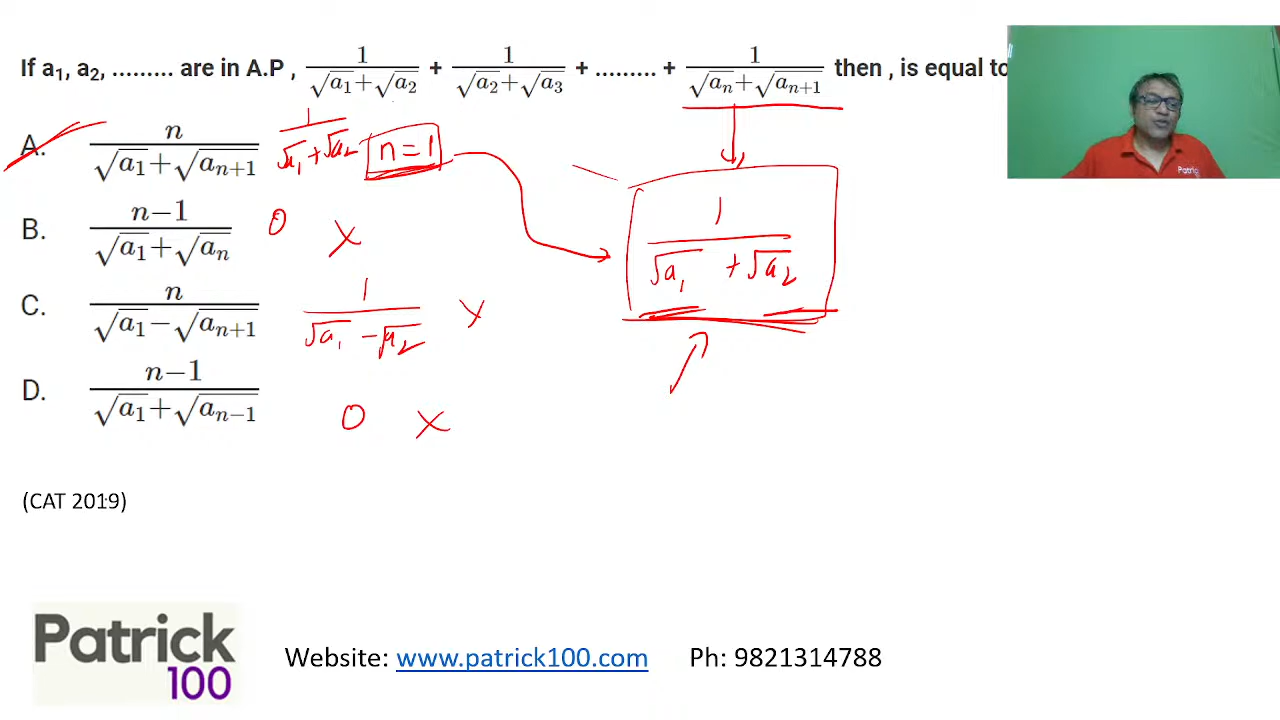 If a₁, a₂, ......... are in A.P , 1/(√a₁+√a₂) + 1/(√a₂+√a₃) + ......... + 1/(√aₙ+√aₙ₊₁) then , is equal to
A. n/(√a₁+√aₙ₊₁) 1/(√a₁+√a₂) n=1
1/(√a₁ +√a₂)
B. n−1/(√a₁+√aₙ) 0 x
C. n/(√a₁−√aₙ₊₁) 1/(√a₁ −√a₂) x
D. n−1/(√a₁+√aₙ₋₁) 0 x
(CAT 2019)
Patrick
100
Website: www.patrick100.com Ph: 9821314788